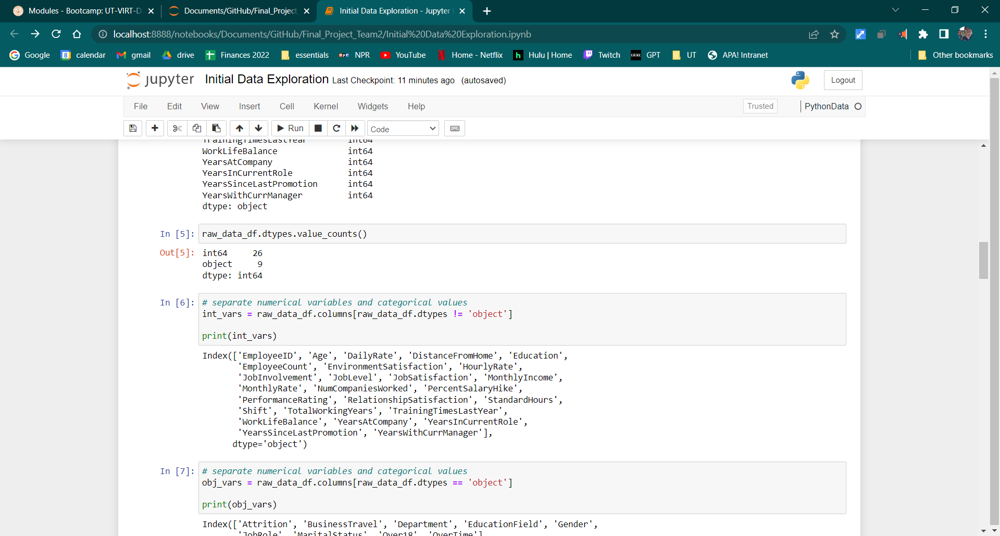 Modules - Bootcamp: UT-VIRT-D
Documents/GitHub/Final_Project
Initial Data Exploration - Jupyter
localhost:8888/notebooks/Documents/GitHub/Final_Project_Team2/Initial%20Data%20Exploration.ipynb
Google calendar gmail drive Finances 2022 essentials NPR YouTube Home - Netflix Hulu | Home Twitch GPT UT APA! Intranet Other bookmarks
jupyter Initial Data Exploration Last Checkpoint: 11 minutes ago (autosaved) Logout
File Edit View Insert Cell Kernel Widgets Help Trusted PythonData
Run Code
TrainingTimesLastYear int64
WorkLifeBalance int64
YearsAtCompany int64
YearsInCurrentRole int64
YearsSinceLastPromotion int64
YearsWithCurrManager int64
dtype: object
In [5]: raw_data_df.dtypes.value_counts()
Out[5]: int64 26
object 9
dtype: int64
In [6]: # separate numerical variables and categorical values
int_vars = raw_data_df.columns[raw_data_df.dtypes != 'object']
print(int_vars)
Index(['EmployeeID', 'Age', 'DailyRate', 'DistanceFromHome', 'Education',
'EmployeeCount', 'EnvironmentSatisfaction', 'HourlyRate',
'JobInvolvement', 'JobLevel', 'JobSatisfaction', 'MonthlyIncome',
'MonthlyRate', 'NumCompaniesWorked', 'PercentSalaryHike',
'PerformanceRating', 'RelationshipSatisfaction', 'StandardHours',
'Shift', 'TotalWorkingYears', 'TrainingTimesLastYear',
'WorkLifeBalance', 'YearsAtCompany', 'YearsInCurrentRole',
'YearsSinceLastPromotion', 'YearsWithCurrManager'],
dtype='object')
In [7]: # separate numerical variables and categorical values
obj_vars = raw_data_df.columns[raw_data_df.dtypes == 'object']
print(obj_vars)
Index(['Attrition', 'BusinessTravel', 'Department', 'EducationField', 'Gender',
'JobRole', 'MaritalStatus', 'Over18', 'OverTime'],